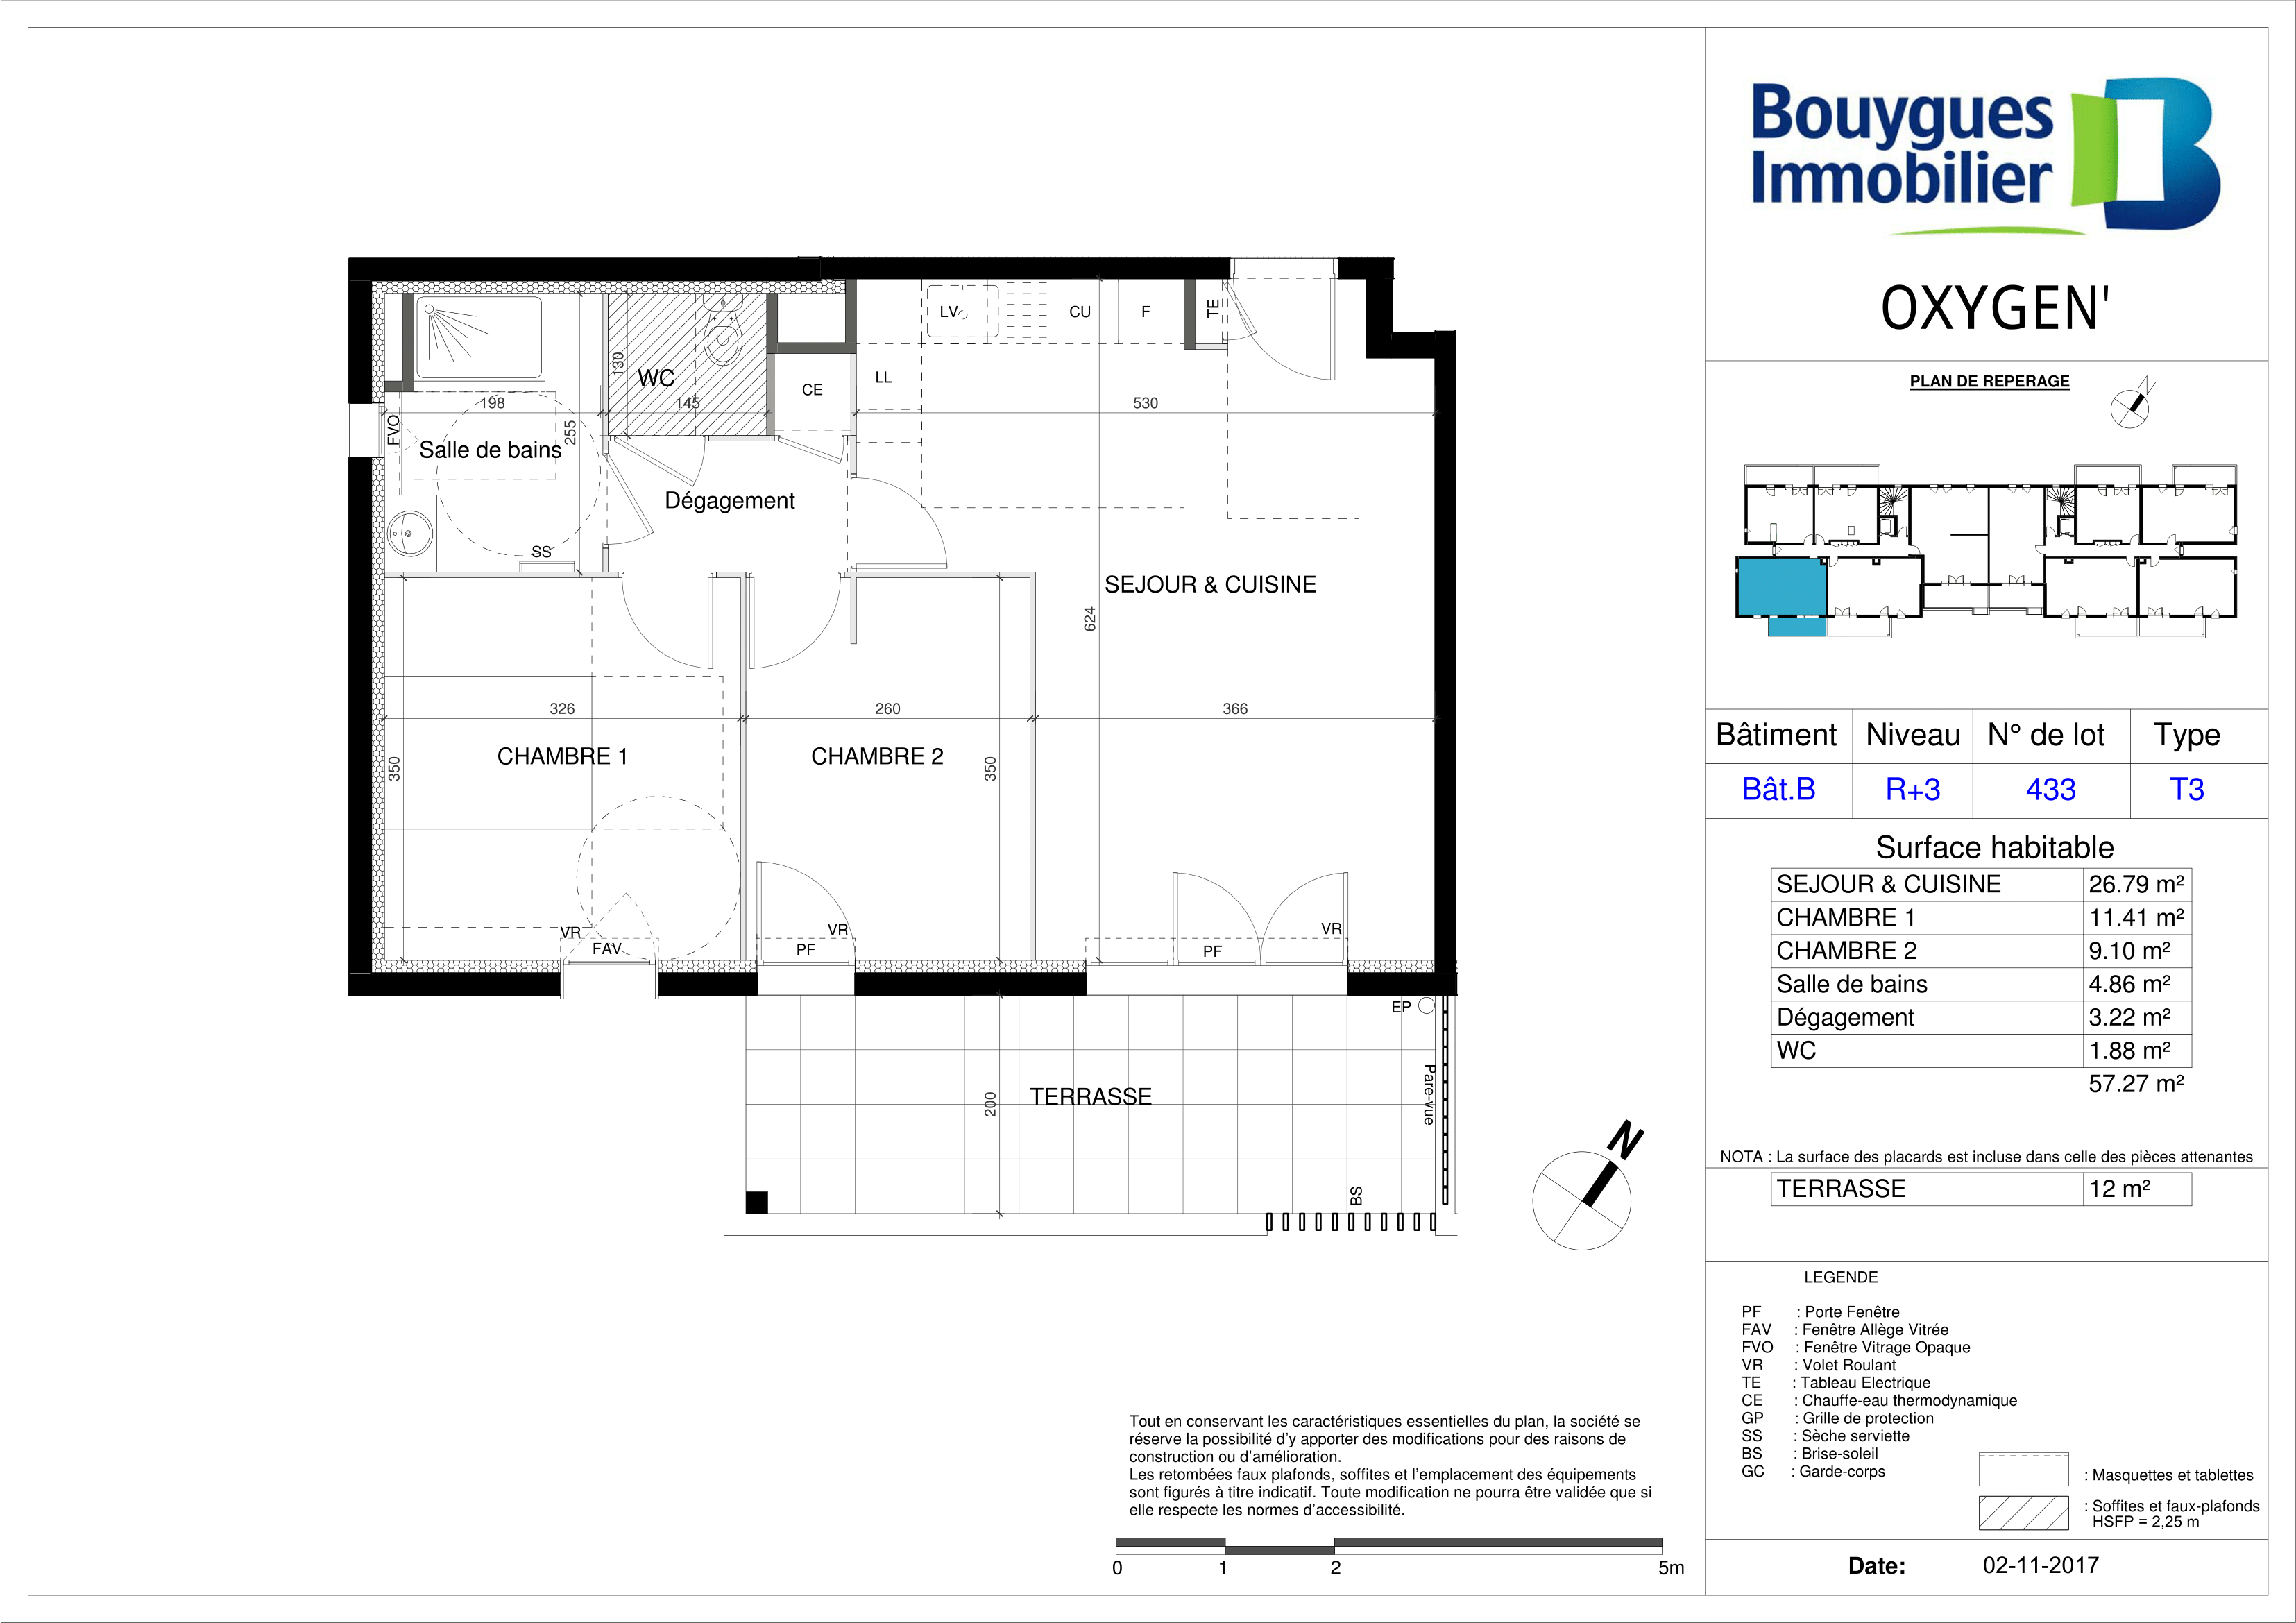 Bouygues
Immobilier
OXYGEN'
PLAN DE REPERAGE
N
Bâtiment Niveau N° de lot Type
Bât.B R+3 433 T3
Surface habitable
SEJOUR & CUISINE 26.79 m²
CHAMBRE 1 11.41 m²
CHAMBRE 2 9.10 m²
Salle de bains 4.86 m²
Dégagement 3.22 m²
WC 1.88 m²
57.27 m²
NOTA : La surface des placards est incluse dans celle des pièces attenantes
TERRASSE 12 m²
LEGENDE
PF : Porte Fenêtre
FAV : Fenêtre Allège Vitrée
FVO : Fenêtre Vitrage Opaque
VR : Volet Roulant
TE : Tableau Electrique
CE : Chauffe-eau thermodynamique
GP : Grille de protection
SS : Sèche serviette
BS : Brise-soleil
GC : Garde-corps
: Masquettes et tablettes
: Soffites et faux-plafonds
HSFP = 2,25 m
Date: 02-11-2017
LV CU F TE
130
WC
LL
CE
198 145 530
FVO
Salle de bains
255
Dégagement
SS
SEJOUR & CUISINE
624
326 260 366
CHAMBRE 1 CHAMBRE 2
350 350
VR VR VR
FAV PF PF
EP
Pare-vue
TERRASSE
200
BS
N
Tout en conservant les caractéristiques essentielles du plan, la société se
réserve la possibilité d'y apporter des modifications pour des raisons de
construction ou d'amélioration.
Les retombées faux plafonds, soffites et l'emplacement des équipements
sont figurés à titre indicatif. Toute modification ne pourra être validée que si
elle respecte les normes d'accessibilité.
0 1 2 5m